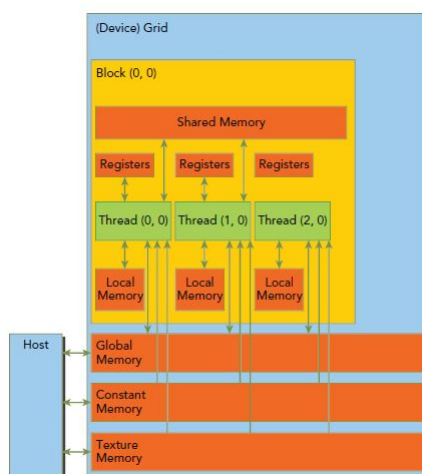 (Device) Grid
Block (0, 0)
Shared Memory
Registers
Registers
Registers
Thread (0, 0)
Thread (1, 0)
Thread (2, 0)
Local
Memory
Local
Memory
Local
Memory
Host
Global
Memory
Constant
Memory
Texture
Memory